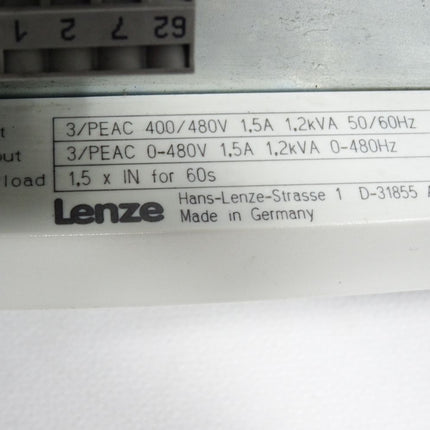 1 2 7 62
t 3/PEAC 400/480V 1.5A 1.2kVA 50/60Hz
out 3/PEAC 0-480V 1.5A 1.2kVA 0-480Hz
load 1.5 x IN for 60s
Lenze Hans-Lenze-Strasse 1 D-31855 A
Made in Germany